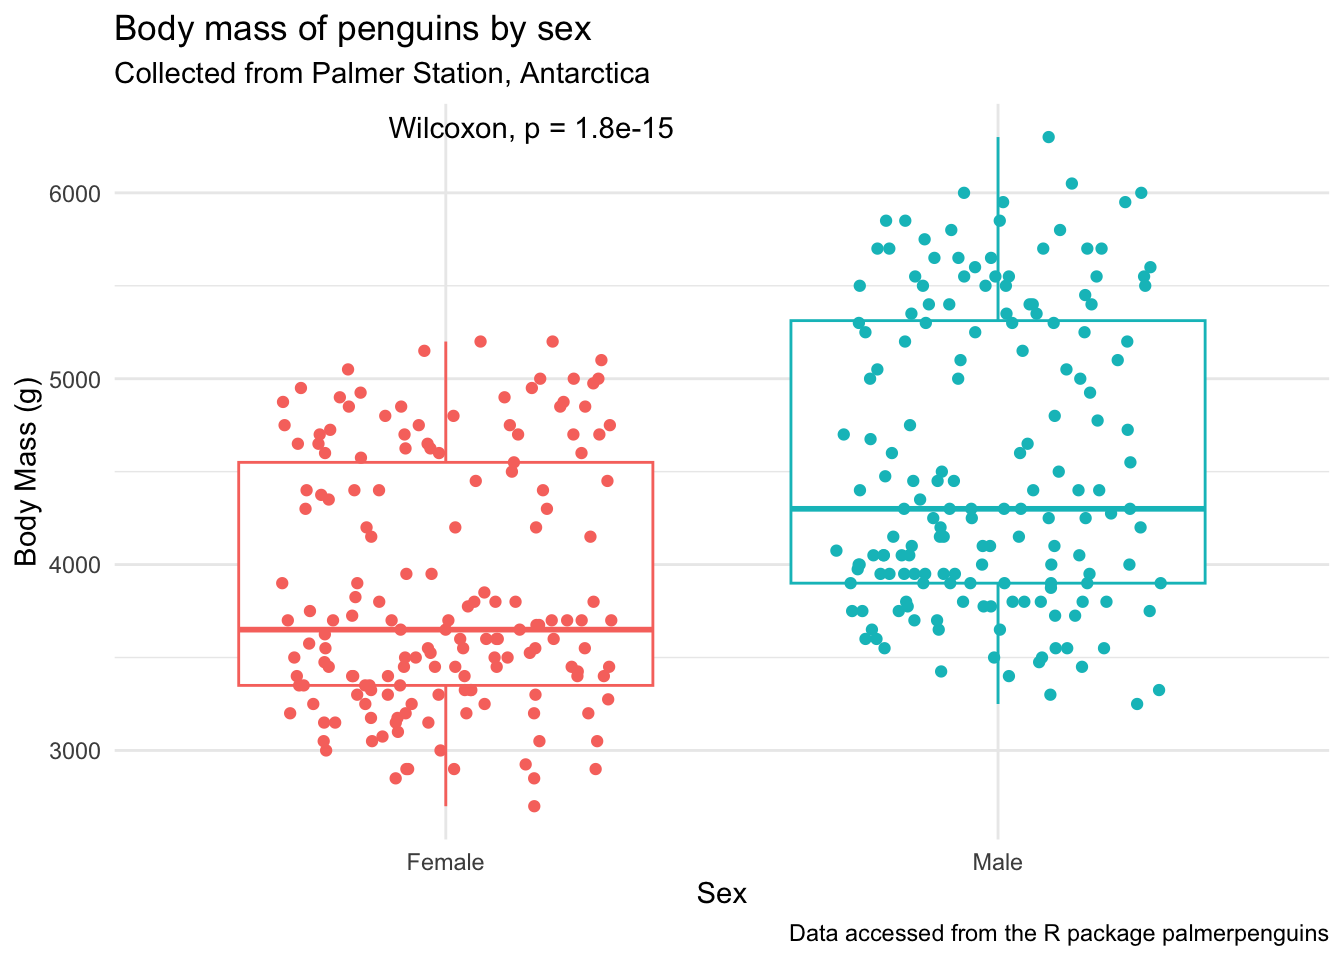 Body mass of penguins by sex
Collected from Palmer Station, Antarctica
Wilcoxon, p = 1.8e-15
6000
5000
4000
3000
Body Mass (g)
Female
Male
Sex
Data accessed from the R package palmerpenguins